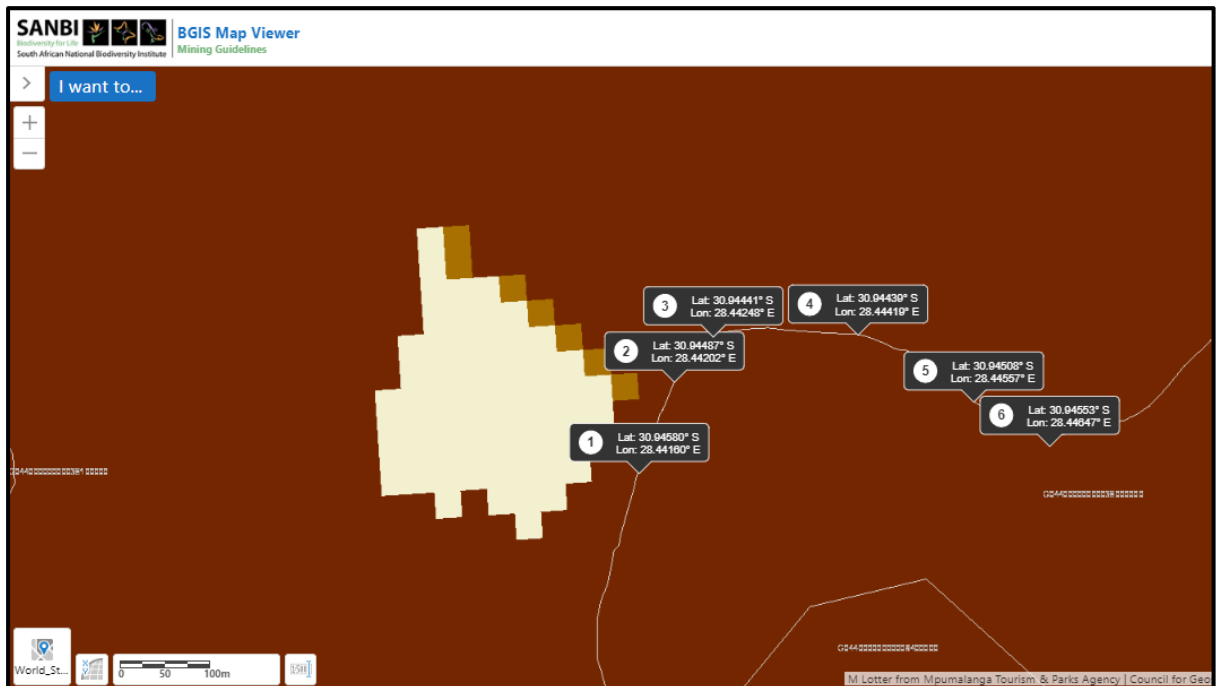 SANBI
Biodiversity for Life
South African National Biodiversity Institute
BGIS Map Viewer
Mining Guidelines
I want to...
3
Lat: 30.94441° S
Lon: 28.44248° E
4
Lat: 30.94439° S
Lon: 28.44419° E
2
Lat: 30.94487° S
Lon: 28.44202° E
5
Lat: 30.94508° S
Lon: 28.44557° E
6
Lat: 30.94553° S
Lon: 28.44647° E
1
Lat: 30.94580° S
Lon: 28.44160° E
World_St...
0 50 100m
M Lotter from Mpumalanga Tourism & Parks Agency | Council for Geo